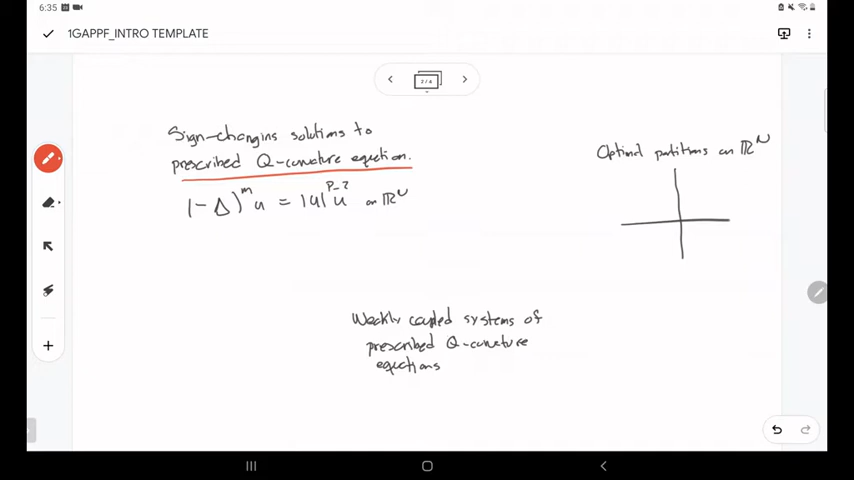 6:35
1GAPPF_INTRO TEMPLATE
2/4
Sign-changing solutions to
prescribed Q-curvature equation.
(-Δ)^m u = |u|^{p-2} u on ℝ^N
Optimal partitions on ℝ^N
Weakly coupled systems of
prescribed Q-curvature
equations